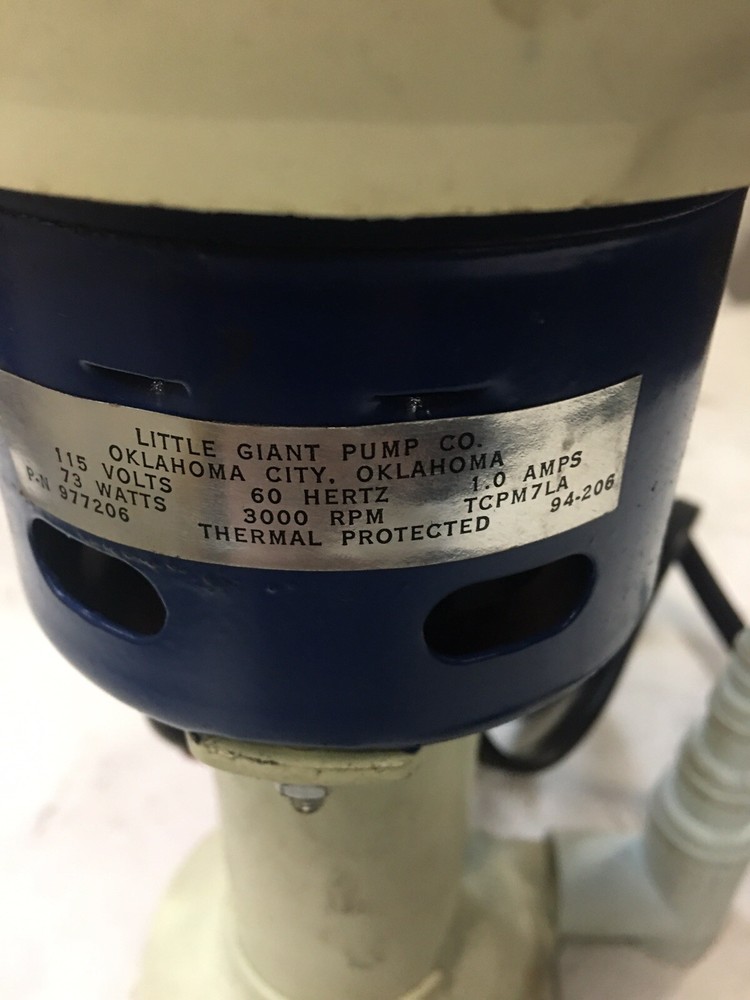 LITTLE GIANT PUMP CO.
OKLAHOMA CITY, OKLAHOMA
115 VOLTS 60 HERTZ 1.0 AMPS
73 WATTS 3000 RPM TCPM7LA
P-N 977206 THERMAL PROTECTED 94-206